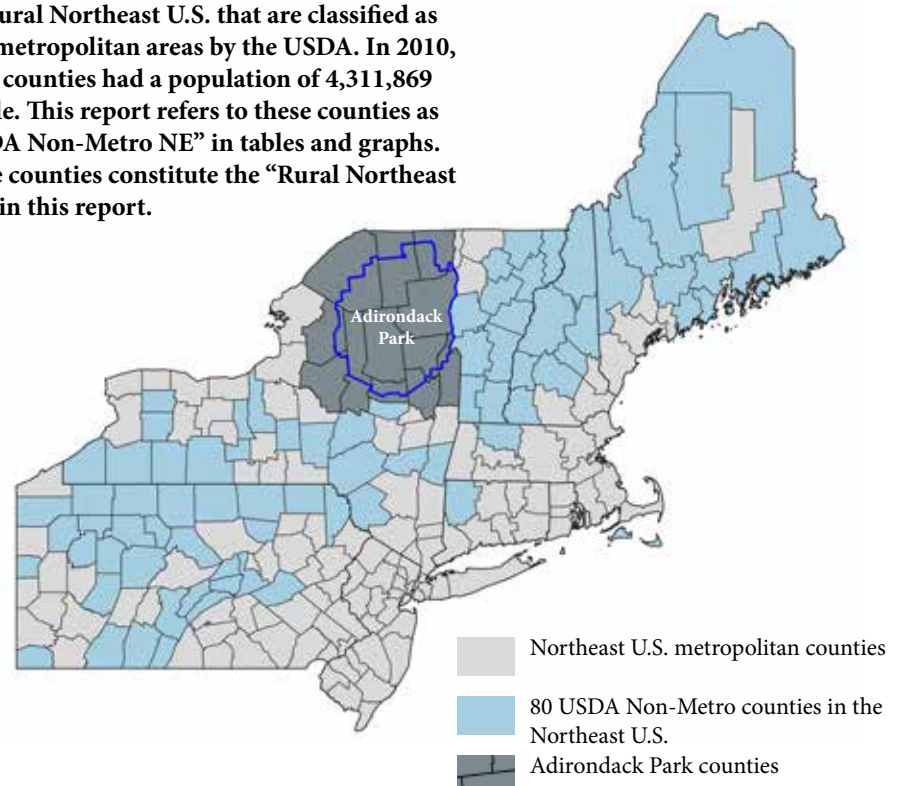 ural Northeast U.S. that are classified as
metropolitan areas by the USDA. In 2010,
counties had a population of 4,311,869
le. This report refers to these counties as
DA Non-Metro NE” in tables and graphs.
e counties constitute the “Rural Northeast
in this report.
Adirondack
Park
Northeast U.S. metropolitan counties
80 USDA Non-Metro counties in the
Northeast U.S.
Adirondack Park counties